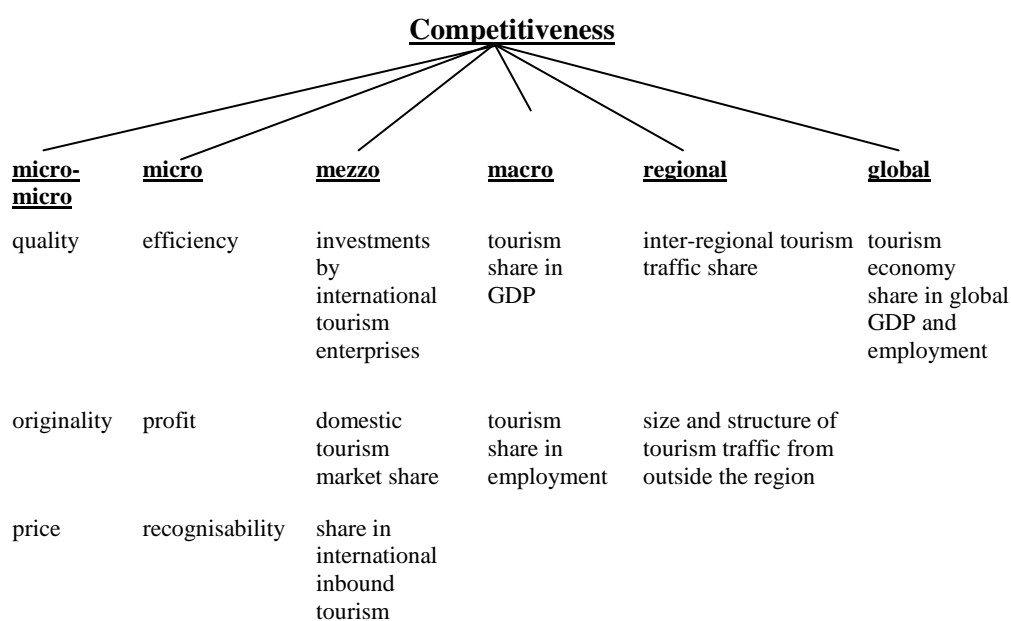 Competitiveness
micro-
micro
micro
mezzo
macro
regional
global
quality
efficiency
investments
by
international
tourism
enterprises
tourism
share in
GDP
inter-regional tourism
traffic share
tourism
economy
share in global
GDP and
employment
originality
profit
domestic
tourism
market share
tourism
share in
employment
size and structure of
tourism traffic from
outside the region
price
recognisability
share in
international
inbound
tourism